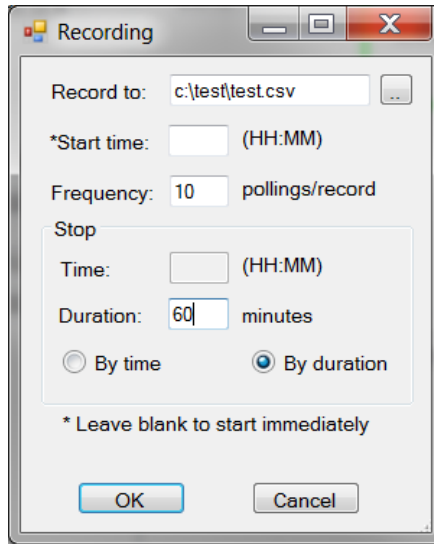 Recording
Record to: c:\test\test.csv ..
*Start time: (HH:MM)
Frequency: 10 pollings/record
Stop
Time: (HH:MM)
Duration: 60 minutes
By time By duration
* Leave blank to start immediately
OK Cancel